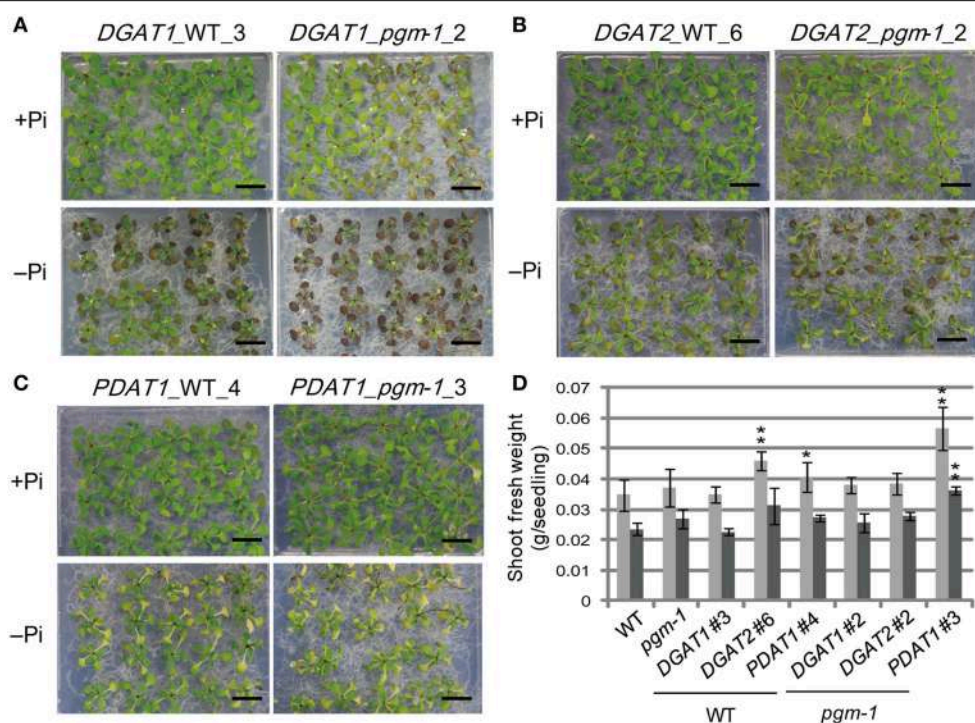 A
DGAT1_WT_3
DGAT1_pgm-1_2
+Pi
–Pi
B
DGAT2_WT_6
DGAT2_pgm-1_2
+Pi
–Pi
C
PDAT1_WT_4
PDAT1_pgm-1_3
+Pi
–Pi
D
Shoot fresh weight
(g/seedling)
0.07
0.06
0.05
0.04
0.03
0.02
0.01
0
**
*
**
**
WT
pgm-1
DGAT1#3
DGAT2#6
PDAT1#4
DGAT1#2
DGAT2#2
PDAT1#3
WT
pgm-1